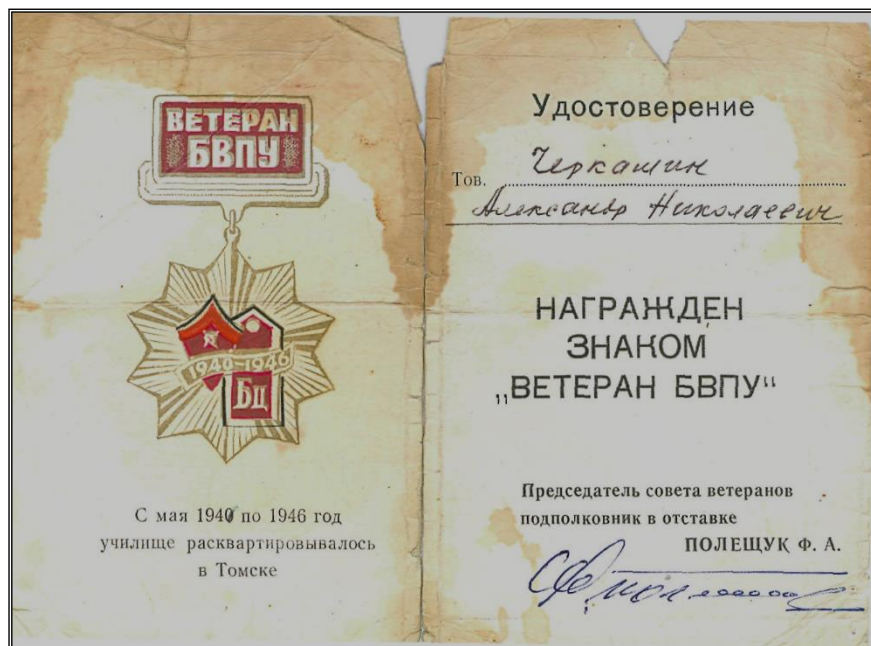 ВЕТЕРАН
БВПУ
1940-1946
БЦ
С мая 1940 по 1946 год
училище расквартировывалось
в Томске
Удостоверение
Тов. Черкашин
Александр Николаевич
НАГРАЖДЕН
ЗНАКОМ
„ВЕТЕРАН БВПУ“
Председатель совета ветеранов
подполковник в отставке
ПОЛЕЩУК Ф. А.